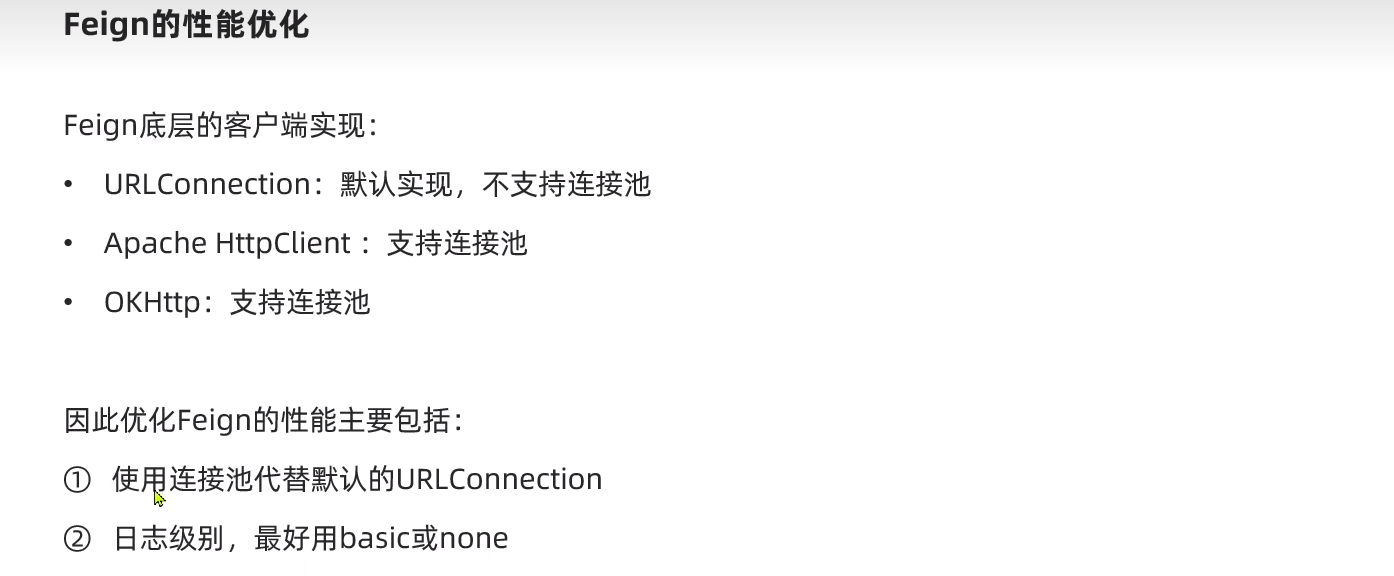 Feign的性能优化
Feign底层的客户端实现：
• URLConnection：默认实现，不支持连接池
• Apache HttpClient ：支持连接池
• OKHttp：支持连接池
因此优化Feign的性能主要包括：
① 使用连接池代替默认的URLConnection
② 日志级别，最好用basic或none